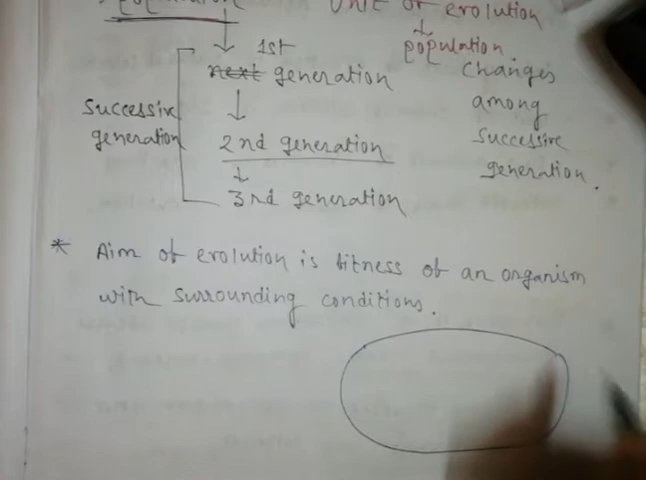 Population
Unit of evolution
population
1st
next generation
Changes
among
Successive
generation.
Successive
generation
2nd generation
3rd generation
* Aim of evolution is fitness of an organism
with surrounding conditions.